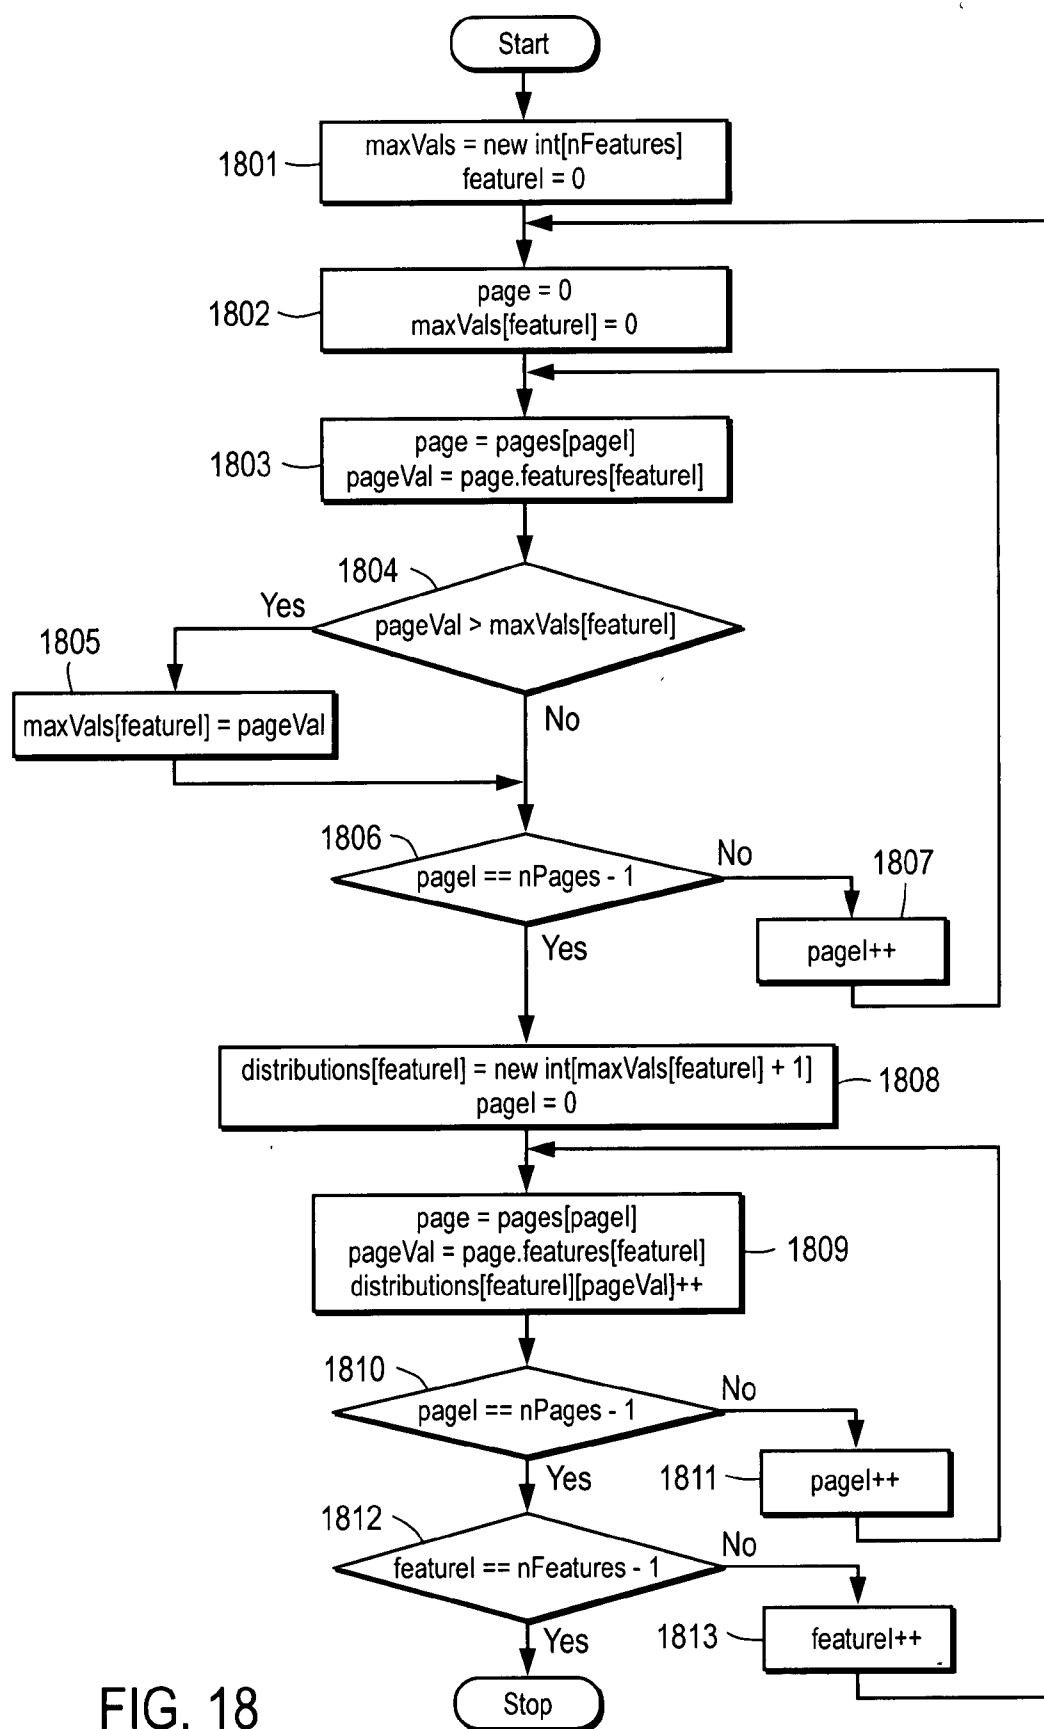 Start
1801
maxVals = new int[nFeatures]
featureI = 0
1802
page = 0
maxVals[featureI] = 0
1803
page = pages[pageI]
pageVal = page.features[featureI]
1804
Yes
pageVal > maxVals[featureI]
1805
maxVals[featureI] = pageVal
No
1806
pageI == nPages - 1
No
1807
pageI++
Yes
distributions[featureI] = new int[maxVals[featureI] + 1]
pageI = 0
1808
page = pages[pageI]
pageVal = page.features[featureI]
distributions[featureI][pageVal]++
1809
1810
pageI == nPages - 1
No
1811
pageI++
Yes
1812
featureI == nFeatures - 1
No
1813
featureI++
Yes
Stop
FIG. 18